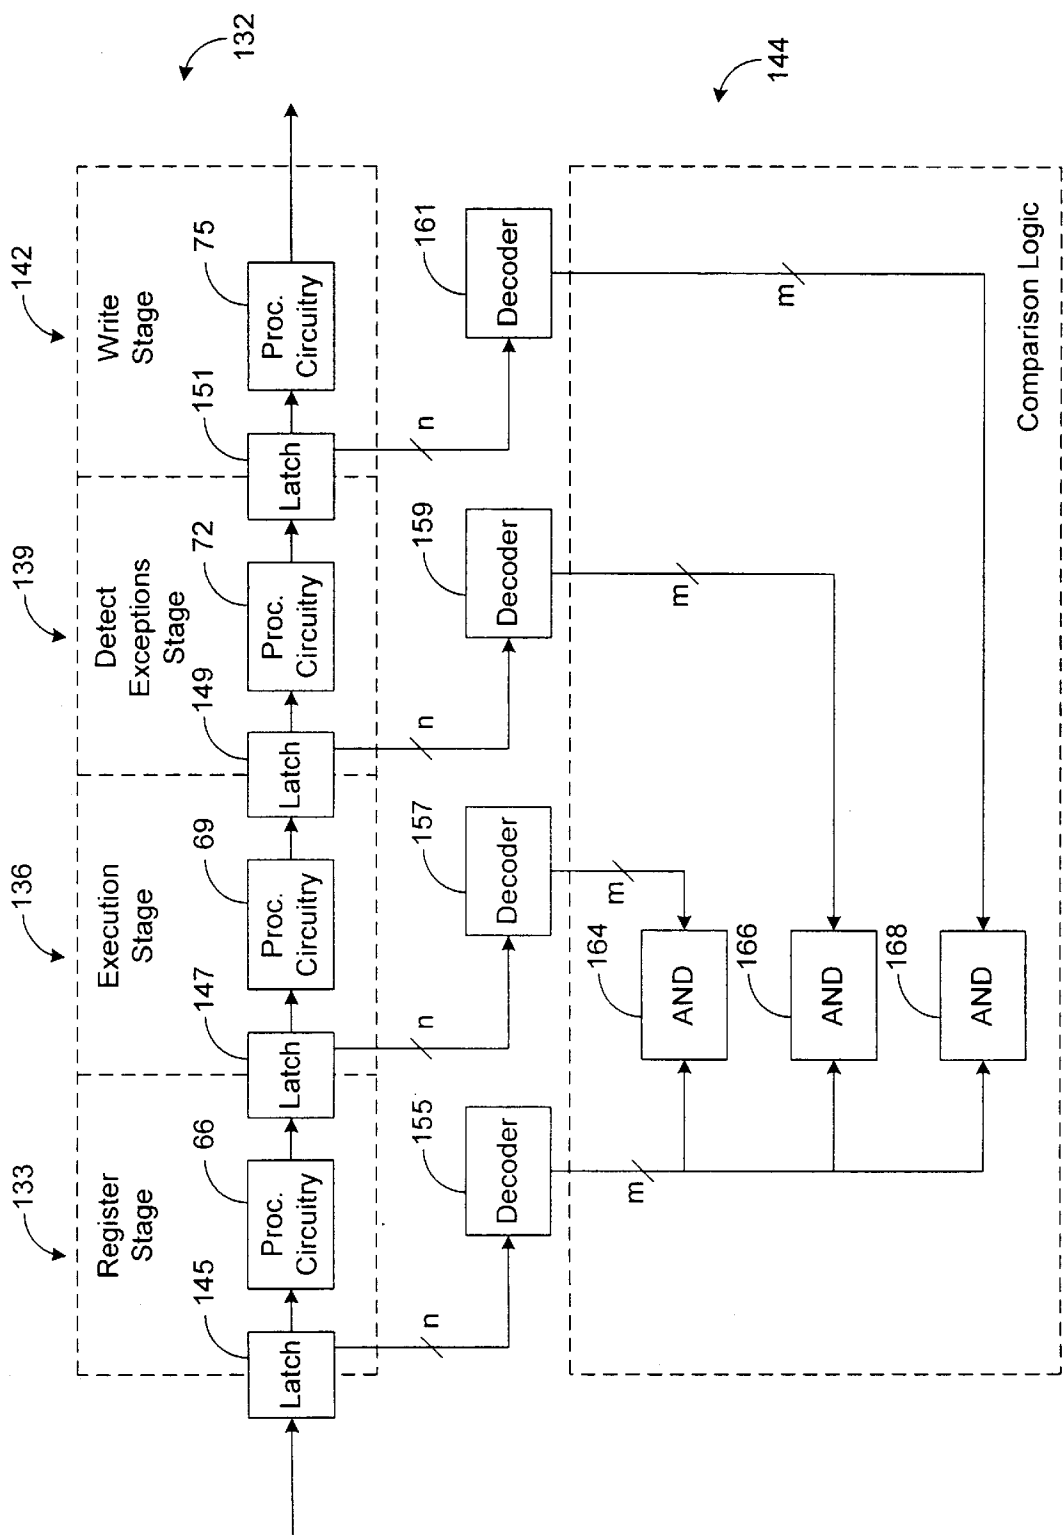 132
133
Register
Stage
136
Execution
Stage
139
Detect
Exceptions
Stage
142
Write
Stage
145
Latch
66
Proc.
Circuitry
147
Latch
69
Proc.
Circuitry
149
Latch
72
Proc.
Circuitry
151
Latch
75
Proc.
Circuitry
n
n
n
n
155
Decoder
157
Decoder
159
Decoder
161
Decoder
144
m
m
m
m
164
AND
166
AND
168
AND
Comparison Logic